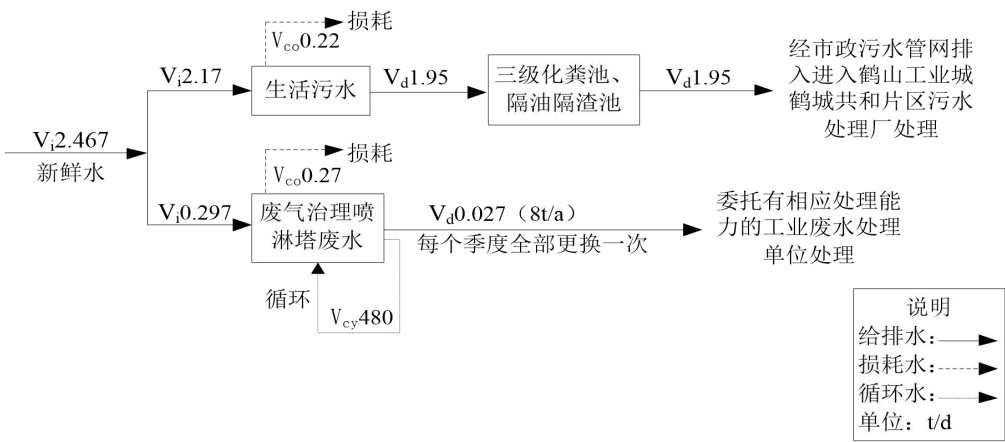 损耗
Vco0.22
Vi2.17
生活污水
Vd1.95
三级化粪池、
隔油隔渣池
Vd1.95
经市政污水管网排
入进入鹤山工业城
鹤城共和片区污水
处理厂处理
Vi2.467
新鲜水
损耗
Vco0.27
Vi0.297
废气治理喷
淋塔废水
Vd0.027（8t/a）
每个季度全部更换一次
委托有相应处理能
力的工业废水处理
单位处理
循环
Vcy480
说明
给排水：
损耗水：
循环水：
单位：t/d